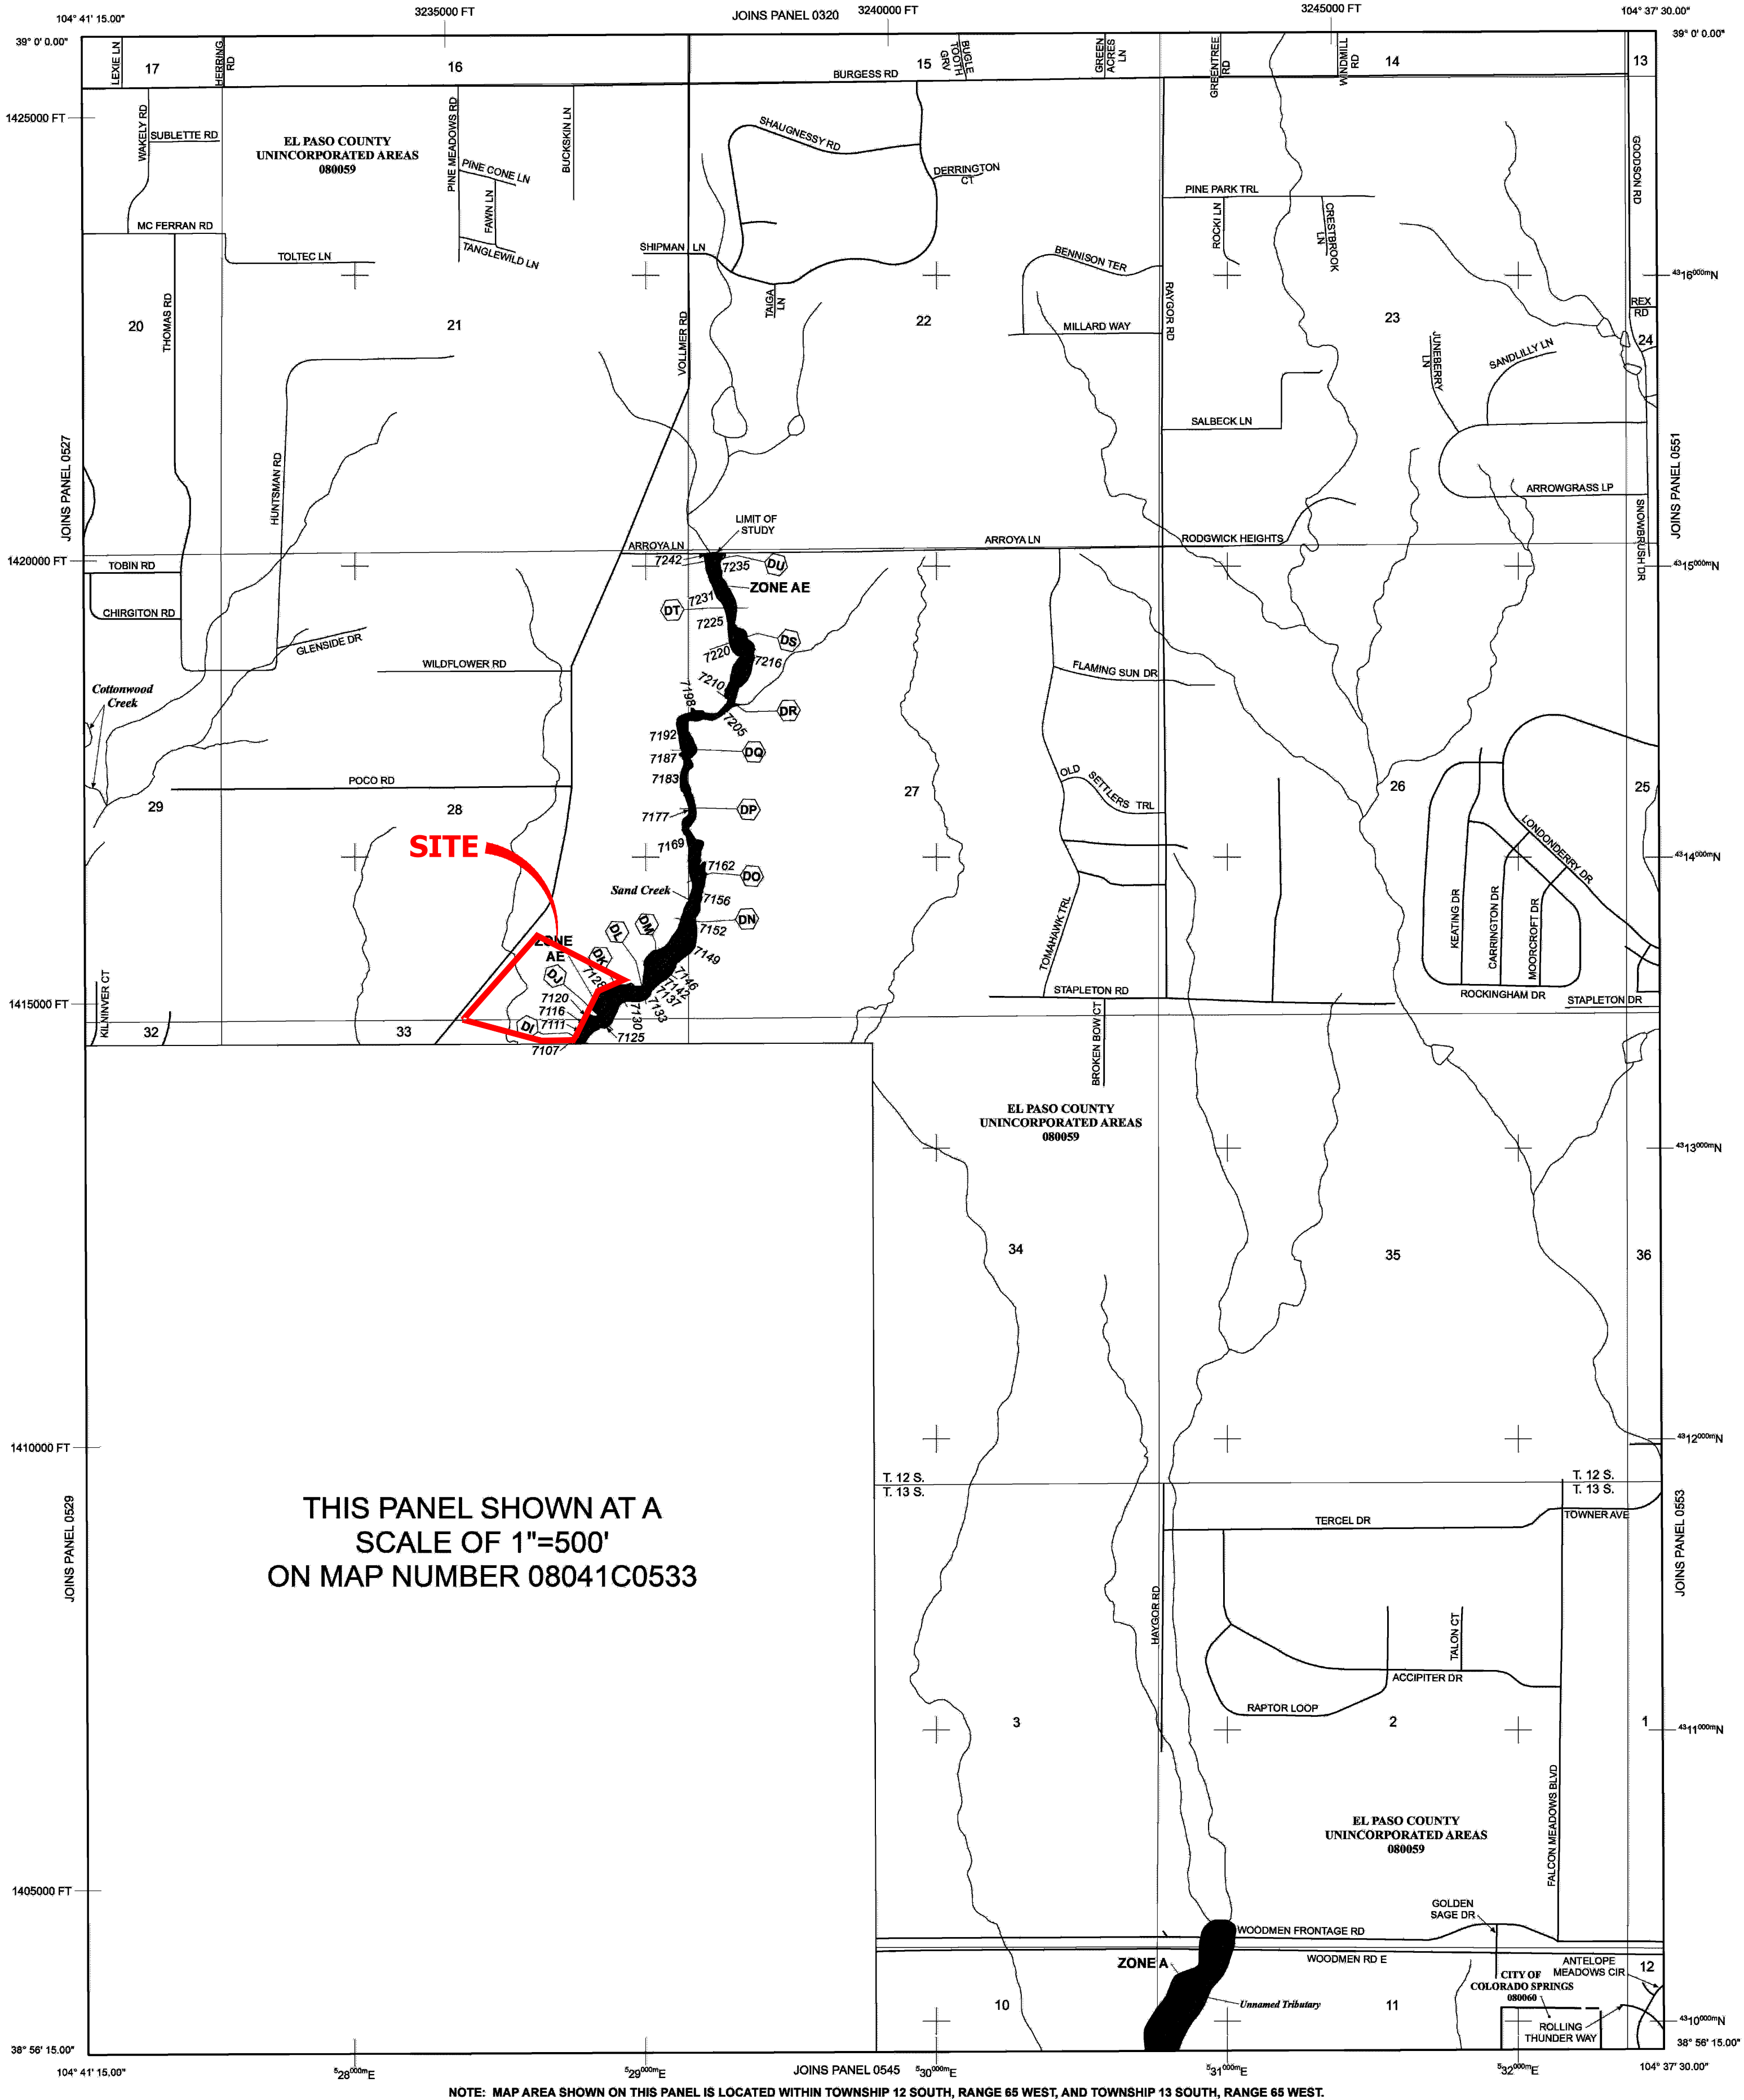 104° 41' 15.00"
3235000 FT
JOINS PANEL 0320
3240000 FT
3245000 FT
104° 37' 30.00"
39° 0' 0.00"
39° 0' 0.00"
LEXIE LN
17
HERRING
RD
16
15
BUGLE
TOOTH
GRV
GREEN
ACRES
LN
GREENTREE
RD
WINDMILL
RD
14
13
BURGESS RD
1425000 FT
WAKELY RD
SUBLETTE RD
EL PASO COUNTY
UNINCORPORATED AREAS
080059
PINE MEADOWS RD
PINE CONE LN
FAWN LN
BUCKSKIN LN
SHAUGNESSY RD
DERRINGTON
CT
PINE PARK TRL
ROCKI LN
CRESTBROOK
LN
GOODSON RD
MC FERRAN RD
TOLTEC LN
TANGLEWILD LN
SHIPMAN LN
BENNISON TER
4316000mN
THOMAS RD
20
21
VOLLMER RD
TAIGA
LN
22
MILLARD WAY
RAYGOR RD
23
REX
RD
24
JUNEBERRY
LN
SANDLILLY LN
SALBECK LN
JOINS PANEL 0527
HUNTSMAN RD
JOINS PANEL 0551
ARROWGRASS LP
SNOWBRUSH DR
LIMIT OF
STUDY
ARROYA LN
ARROYA LN
RODGWICK HEIGHTS
1420000 FT
TOBIN RD
7242
7235
DU
4315000mN
ZONE AE
CHIRGITON RD
DT
7231
7225
DS
GLENSIDE DR
7220
7216
WILDFLOWER RD
FLAMING SUN DR
Cottonwood
Creek
7210
7198
DR
7205
7192
DQ
7187
7183
POCO RD
OLD SETTLERS TRL
29
28
27
26
25
7177
DP
LONDONDERRY DR
SITE
7169
7162
DO
4314000mN
Sand Creek
7156
KEATING DR
CARRINGTON DR
MOORCROFT DR
DN
DM
DL
7152
TOMAHAWK TRL
ZONE
AE
DK
7149
DJ
7128
7146
7142
7137
7133
7130
KILNINVER CT
1415000 FT
7120
7116
7111
DI
7125
7107
STAPLETON RD
BROKEN BOW CT
ROCKINGHAM DR
STAPLETON DR
32
33
EL PASO COUNTY
UNINCORPORATED AREAS
080059
4313000mN
34
35
36
1410000 FT
4312000mN
T. 12 S.
T. 13 S.
T. 12 S.
T. 13 S.
JOINS PANEL 0529
THIS PANEL SHOWN AT A
SCALE OF 1"=500'
ON MAP NUMBER 08041C0533
TERCEL DR
TOWNER AVE
JOINS PANEL 0553
HAYGOR RD
TALON CT
ACCIPITER DR
RAPTOR LOOP
3
2
1
4311000mN
FALCON MEADOWS BLVD
EL PASO COUNTY
UNINCORPORATED AREAS
080059
1405000 FT
GOLDEN
SAGE DR
WOODMEN FRONTAGE RD
WOODMEN RD E
ZONE A
ANTELOPE
MEADOWS CIR
12
CITY OF
COLORADO SPRINGS
080060
10
Unnamed Tributary
11
ROLLING
THUNDER WAY
4310000mN
38° 56' 15.00"
38° 56' 15.00"
104° 41' 15.00"
528000mE
529000mE
JOINS PANEL 0545
530000mE
531000mE
532000mE
104° 37' 30.00"
NOTE: MAP AREA SHOWN ON THIS PANEL IS LOCATED WITHIN TOWNSHIP 12 SOUTH, RANGE 65 WEST, AND TOWNSHIP 13 SOUTH, RANGE 65 WEST.